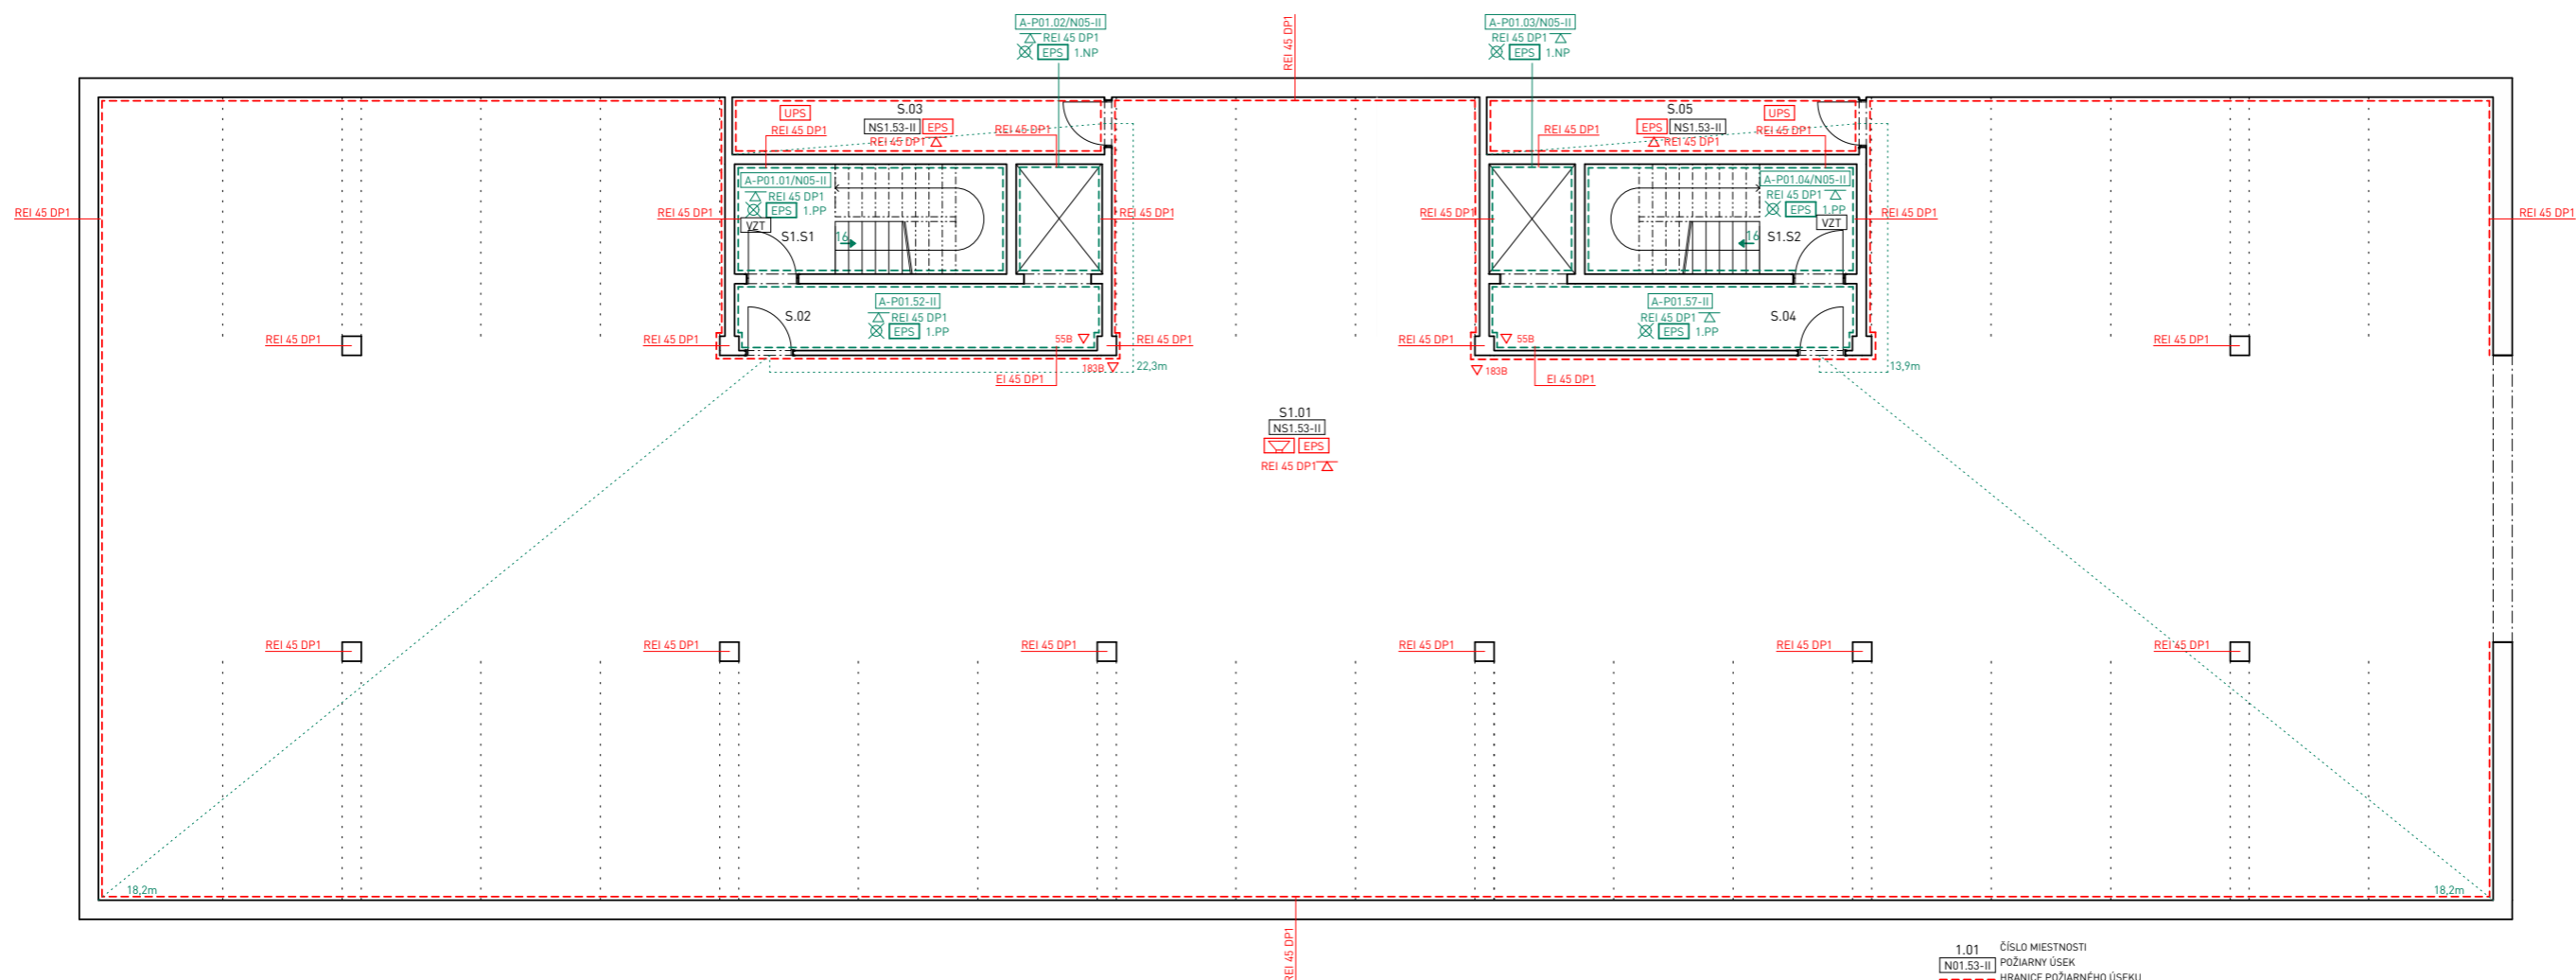 A-P01.02/N05-II
REI 45 DP1
EPS 1.NP
REI 45 DP1
A-P01.03/N05-II
REI 45 DP1
EPS 1.NP
UPS
S.03
NS1.53-II EPS
REI 45 DP1
REI 45 DP1
REI 45 DP1
S.05
UPS
EPS NS1.53-II
REI 45 DP1
REI 45 DP1
REI 45 DP1
A-P01.01/N05-II
REI 45 DP1
EPS 1.PP
VZT
S1.S1
16
A-P01.04/N05-II
REI 45 DP1
EPS 1.PP
VZT
S1.S2
16
REI 45 DP1
REI 45 DP1
REI 45 DP1
REI 45 DP1
REI 45 DP1
REI 45 DP1
A-P01.52-II
REI 45 DP1
EPS 1.PP
S.02
55B
A-P01.57-II
REI 45 DP1
EPS 1.PP
S.04
55B
REI 45 DP1
REI 45 DP1
REI 45 DP1
REI 45 DP1
REI 45 DP1
183B
22,3m
183B
13,9m
EI 45 DP1
EI 45 DP1
S1.01
NS1.53-II
EPS
REI 45 DP1
REI 45 DP1
REI 45 DP1
REI 45 DP1
REI 45 DP1
REI 45 DP1
REI 45 DP1
18,2m
18,2m
REI 45 DP1
1.01 ČÍSLO MIESTNOSTI
N01.53-II POŽIARNY ÚSEK
HRANICE POŽIARNÉHO ÚSEKU